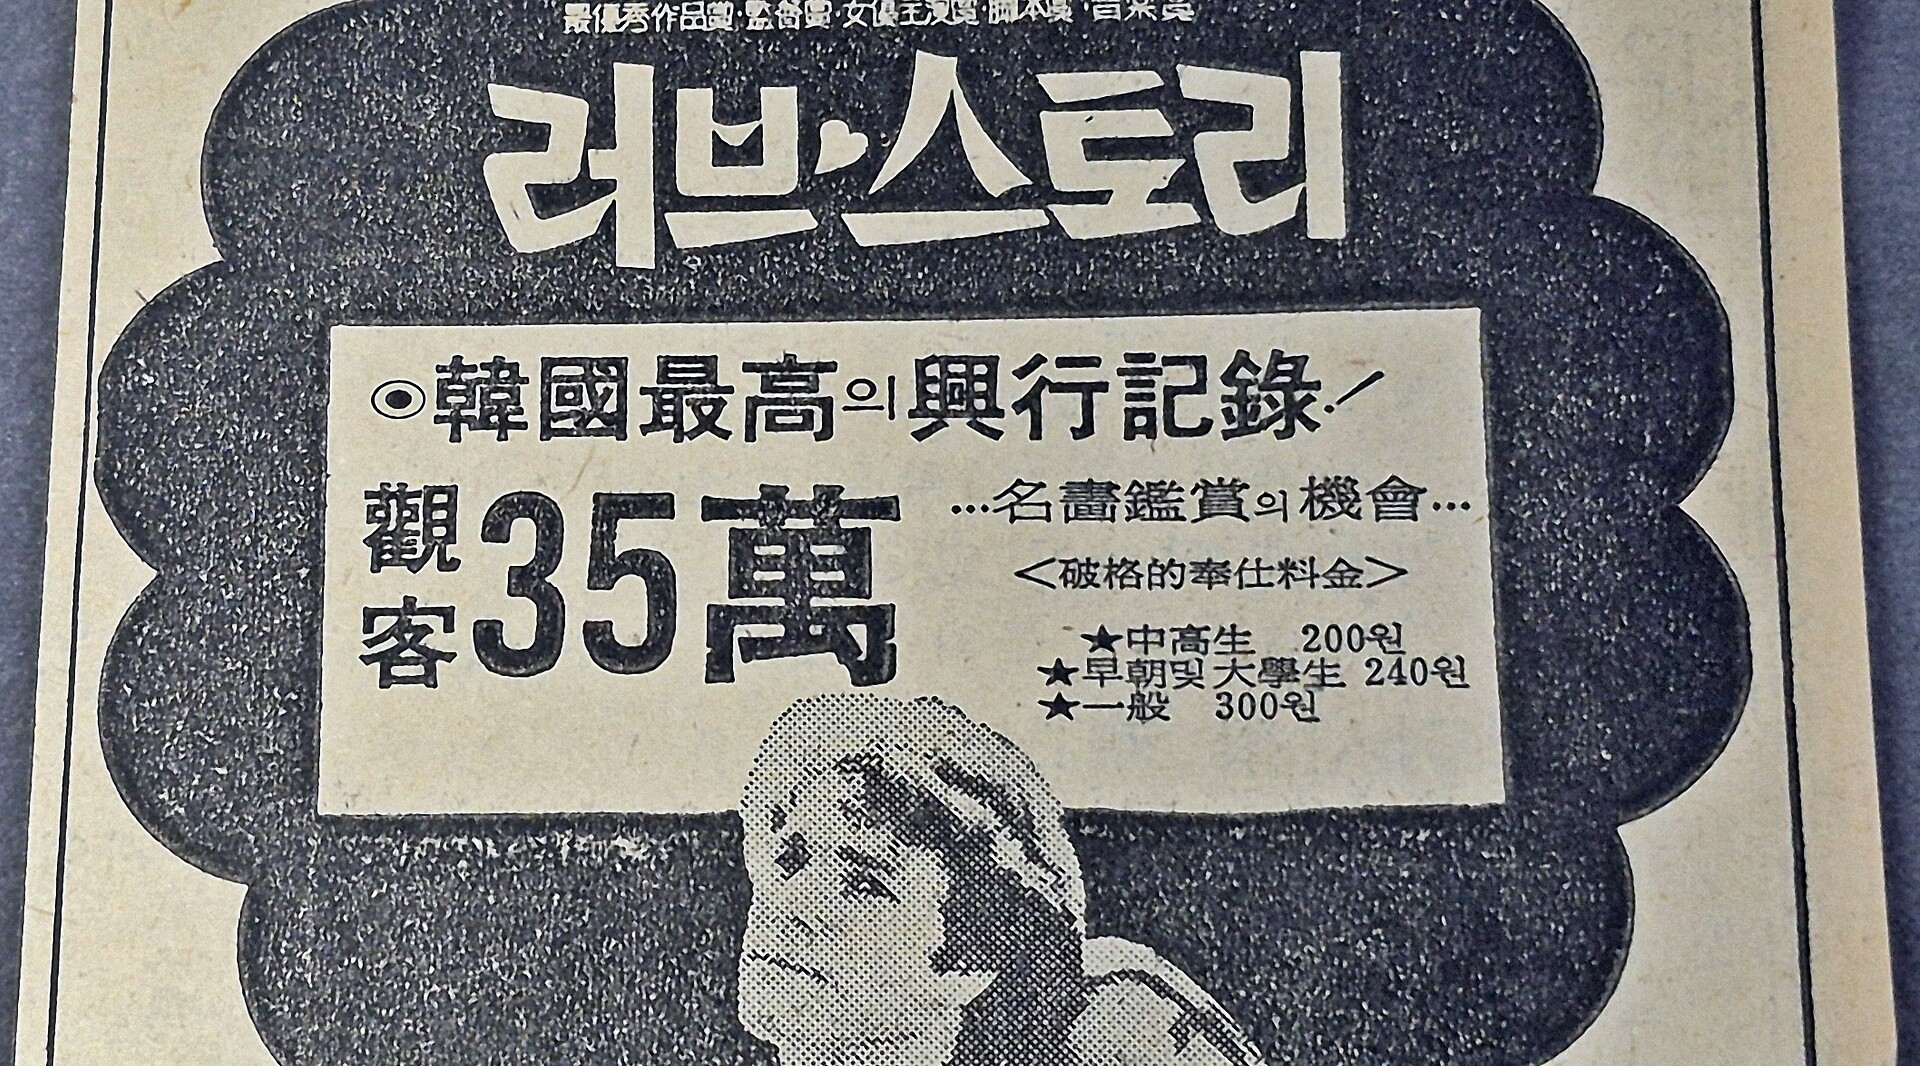 最優秀作品賞·監督賞·女優主演賞·脚本賞·音楽賞
러브·스토리
⊙韓國最高의 興行記錄!
觀客 35萬
…名畫鑑賞의 機會…
<破格的奉仕料金>
★中高生 200원
★早朝및 大學生 240원
★一般 300원